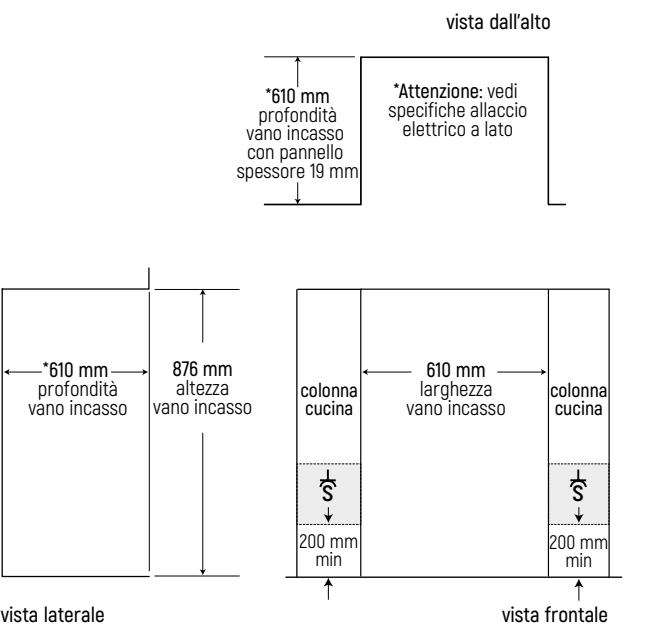 vista dall'alto
*610 mm
profondità
vano incasso
con pannello
spessore 19 mm
*Attenzione: vedi
specifiche allaccio
elettrico a lato
*610 mm
profondità
vano incasso
876 mm
altezza
vano incasso
colonna
cucina
610 mm
larghezza
vano incasso
colonna
cucina
S
S
200 mm
min
200 mm
min
vista laterale
vista frontale